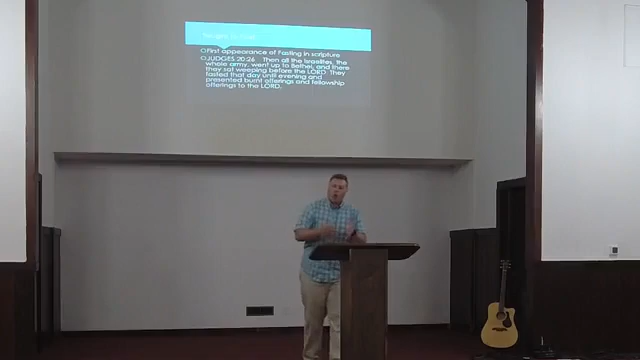 First appearance of Fasting in scripture
JUDGES 20:26 Then all the Israelites, the
whole army, went up to Bethel, and there
they sat weeping before the LORD. They
fasted that day until evening and
presented burnt offerings and fellowship
offerings to the LORD.